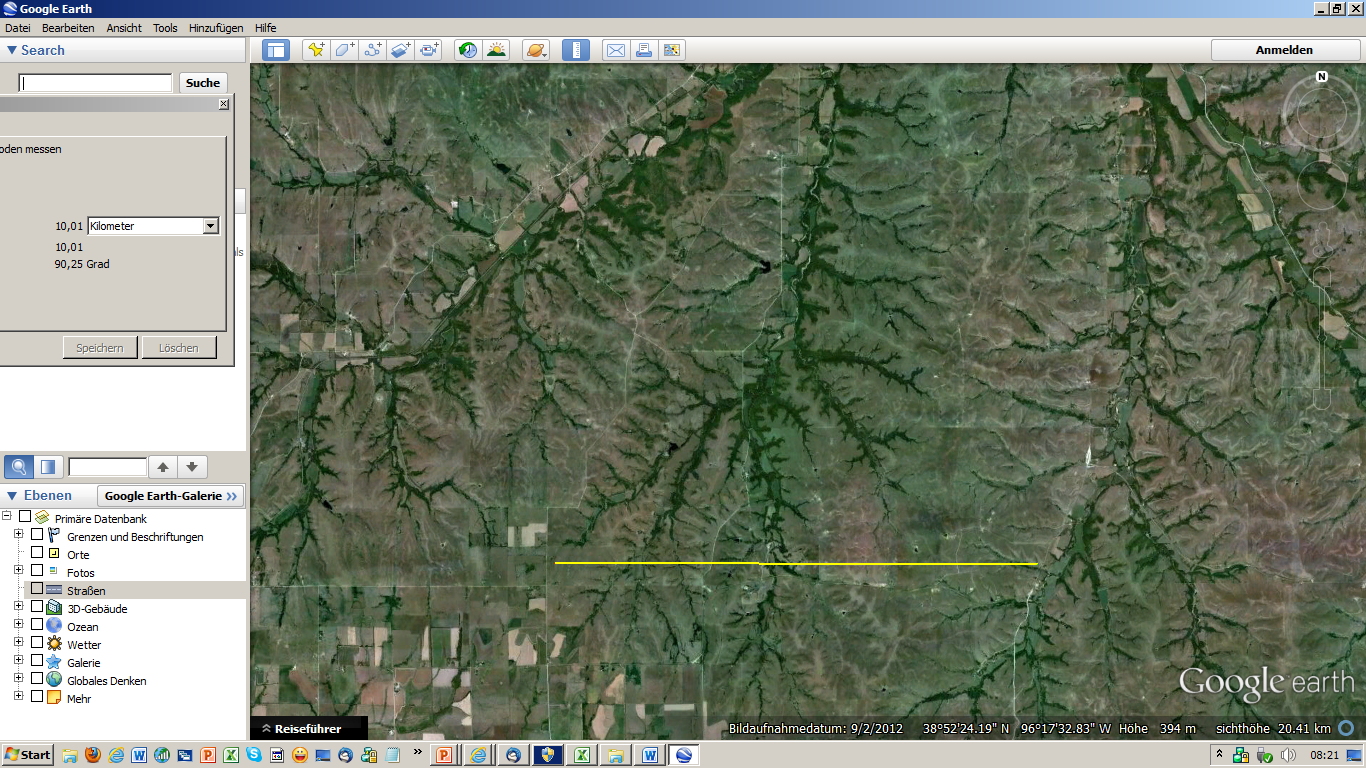 Google Earth
Datei Bearbeiten Ansicht Tools Hinzufügen Hilfe
Search
Suche
Anmelden
N
oden messen
10,01 Kilometer
10,01
90,25 Grad
als
Speichern Löschen
Ebenen
Google Earth-Galerie »
Primäre Datenbank
Grenzen und Beschriftungen
Orte
Fotos
Straßen
3D-Gebäude
Ozean
Wetter
Galerie
Globales Denken
Mehr
Google earth
Reiseführer
Bildaufnahmedatum: 9/2/2012 38°52'24.19" N 96°17'32.83" W Höhe 394 m sichthöhe 20.41 km
Start
08:21